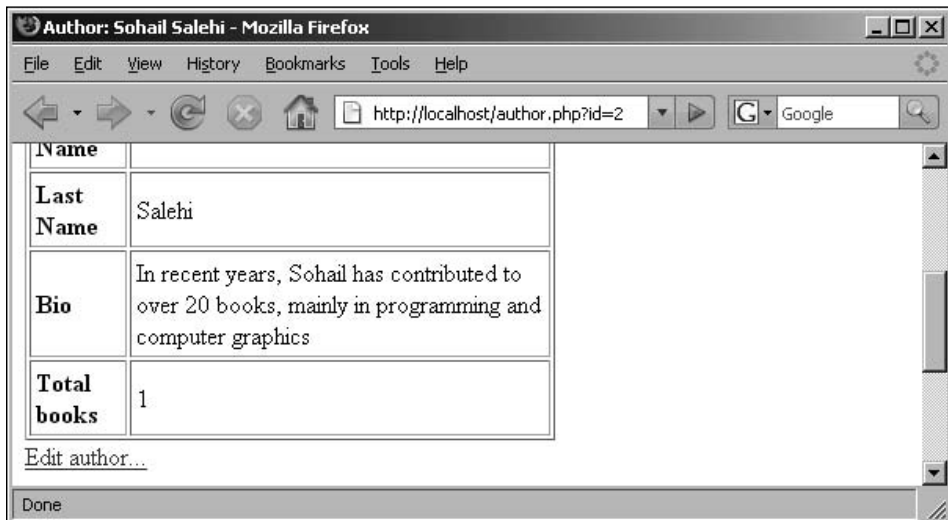 Author: Sohail Salehi - Mozilla Firefox
File Edit View History Bookmarks Tools Help
http://localhost/author.php?id=2
G Google
Name
Last
Name
Salehi
Bio
In recent years, Sohail has contributed to
over 20 books, mainly in programming and
computer graphics
Total
books
1
Edit author...
Done